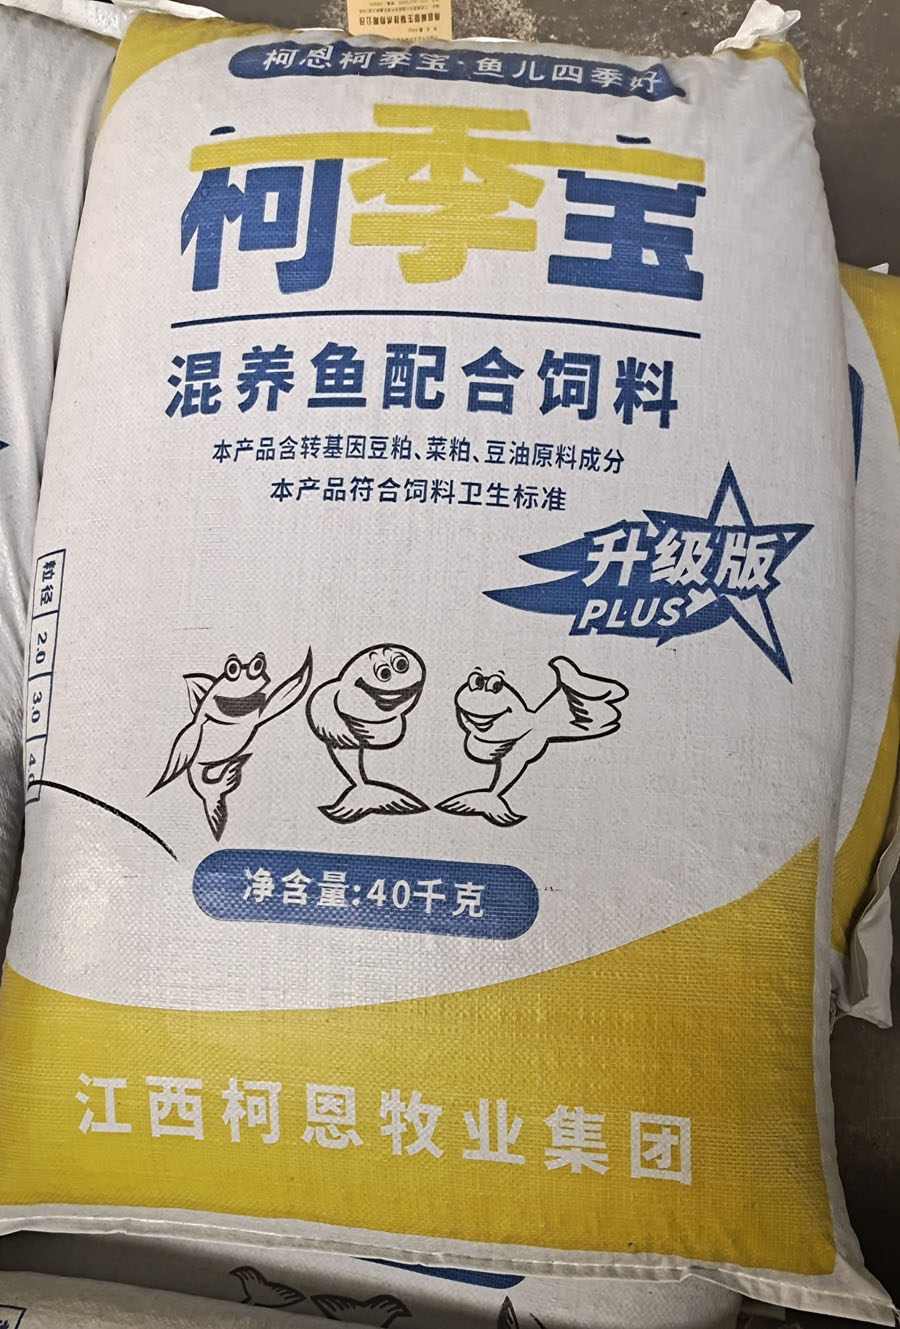 柯恩柯季宝·鱼儿四季好
柯季宝
混养鱼配合饲料
本产品含转基因豆粕、菜粕、豆油原料成分
本产品符合饲料卫生标准
升级版
PLUS
粒径 2.0 3.0 4.0
净含量:40千克
江西柯恩牧业集团